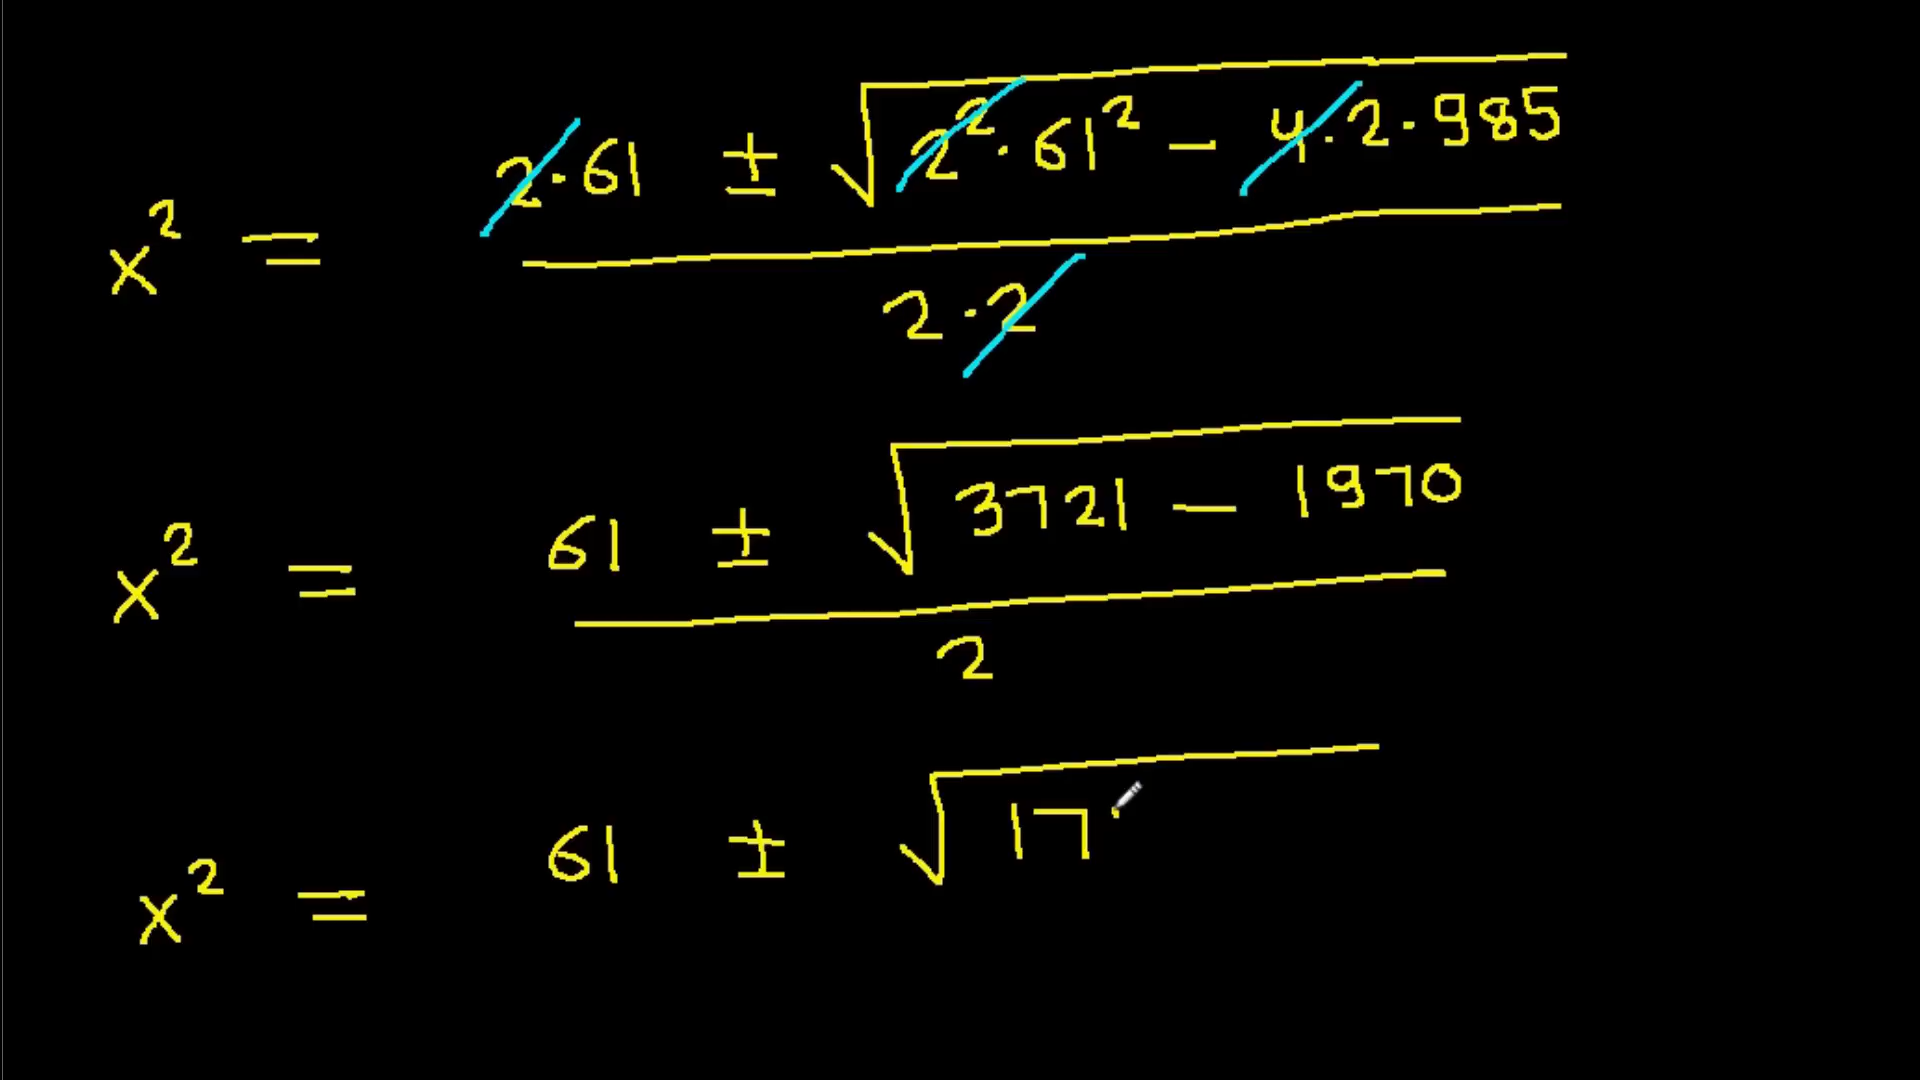 x² = (2·61 ± √(2²·61² − 4·2·985)) / (2·2)
x² = (61 ± √(3721 − 1970)) / 2
x² = 61 ± √17